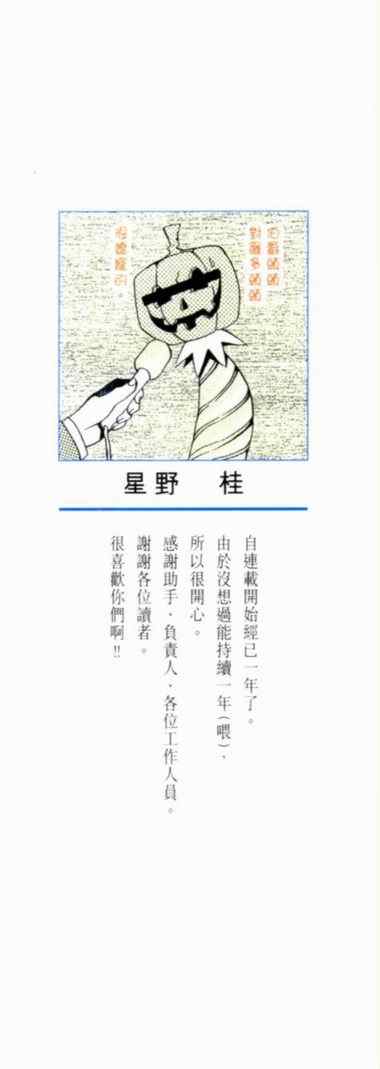 星野 桂
自連載開始經已一年了。
由於沒想過能持續一年(喂)、
所以很開心。
感謝助手、負責人、各位工作人員。
謝謝各位讀者。
很喜歡你們啊!!